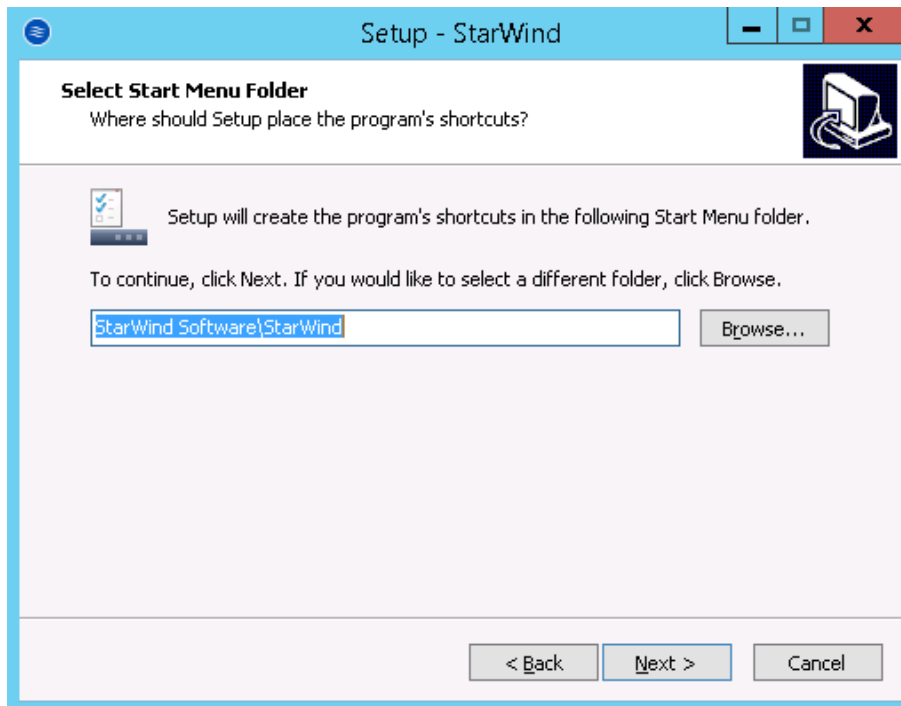 Setup - StarWind
Select Start Menu Folder
Where should Setup place the program's shortcuts?
Setup will create the program's shortcuts in the following Start Menu folder.
To continue, click Next. If you would like to select a different folder, click Browse.
StarWind Software\StarWind
Browse...
< Back
Next >
Cancel